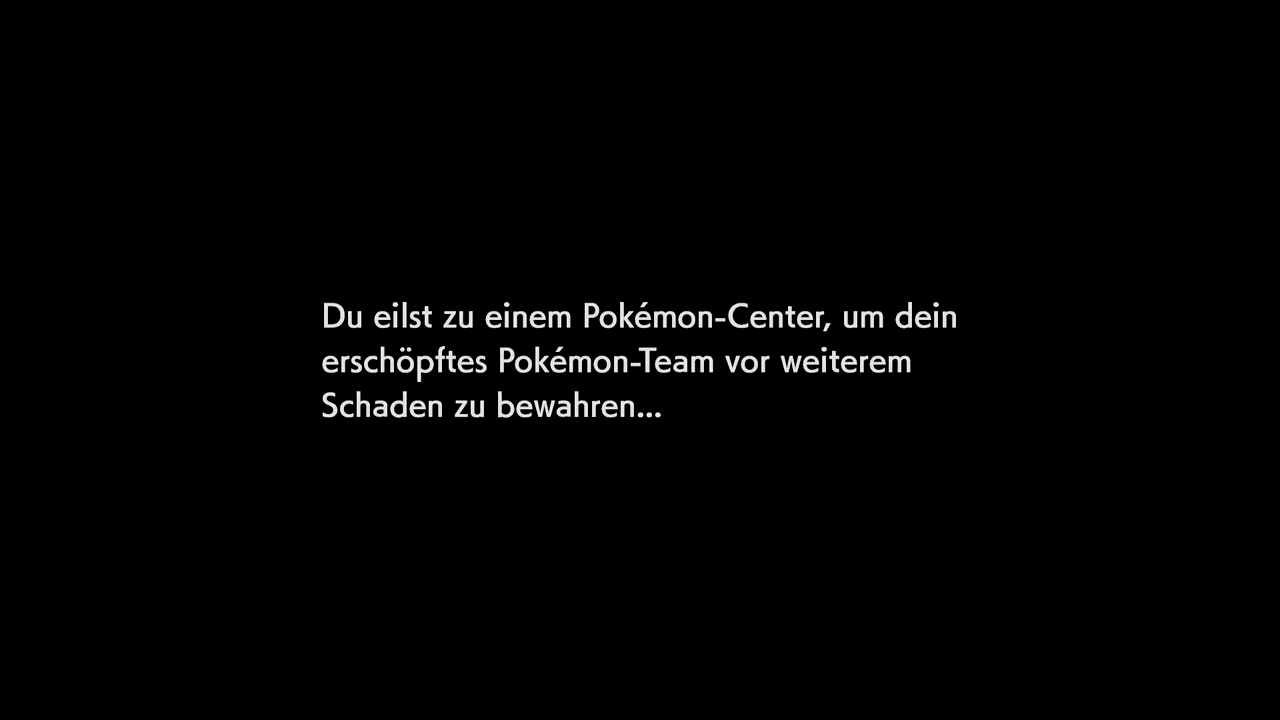 Du eilst zu einem Pokémon-Center, um dein
erschöpftes Pokémon-Team vor weiterem
Schaden zu bewahren...